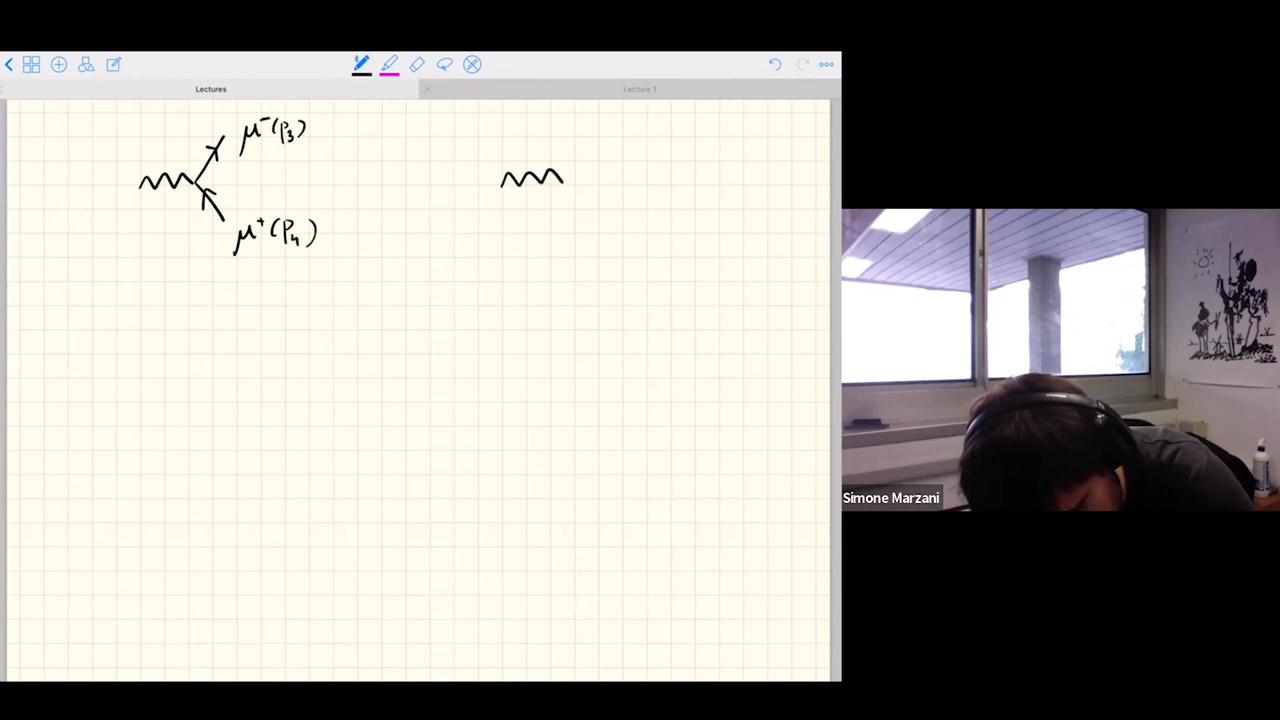 Lectures
Lecture 1
μ⁻(p₃)
μ⁺(p₄)
Simone Marzani